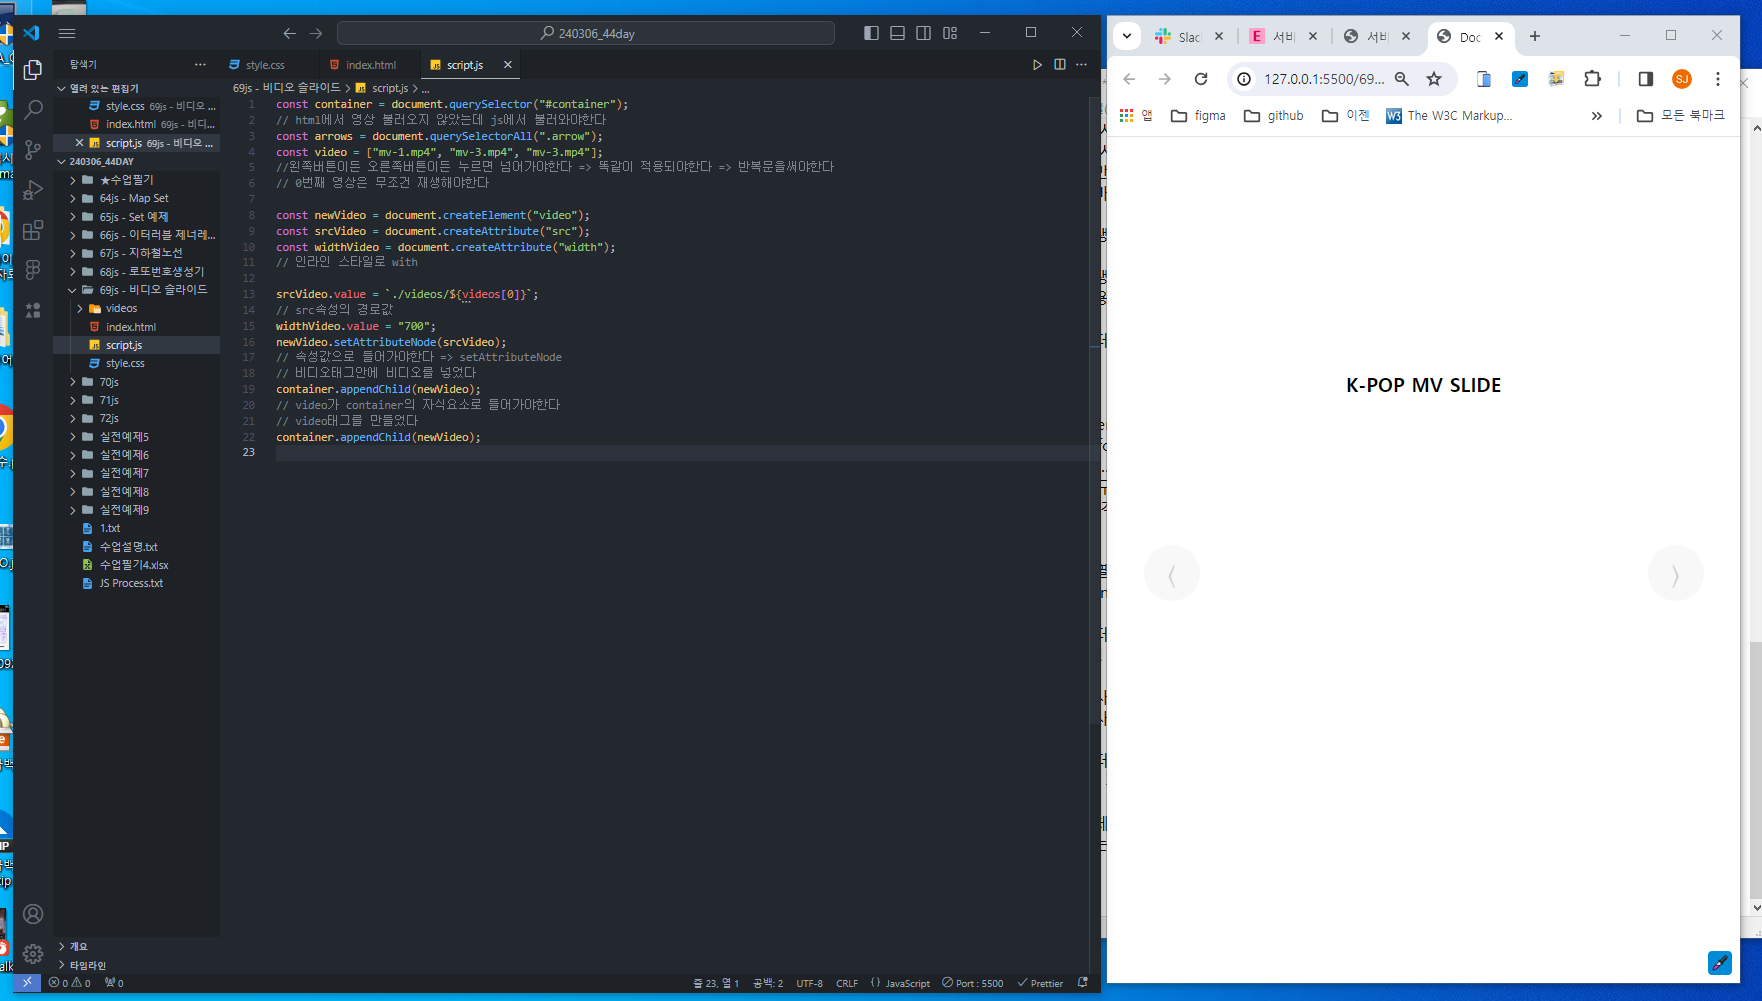 240306_44day
탐색기
열려 있는 편집기
style.css 69js - 비디오 ...
index.html 69js - 비디...
script.js 69js - 비디오 ...
240306_44DAY
★수업필기
64js - Map Set
65js - Set 예제
66js - 이터러블 제너레...
67js - 지하철노선
68js - 로또번호생성기
69js - 비디오 슬라이드
videos
index.html
script.js
style.css
70js
71js
72js
실전예제5
실전예제6
실전예제7
실전예제8
실전예제9
1.txt
수업설명.txt
수업필기4.xlsx
JS Process.txt
개요
타임라인
style.css index.html script.js
69js - 비디오 슬라이드 > script.js > ...
1 const container = document.querySelector("#container");
2 // html에서 영상 불러오지 않았는데 js에서 불러와야한다
3 const arrows = document.querySelectorAll(".arrow");
4 const video = ["mv-1.mp4", "mv-3.mp4", "mv-3.mp4"];
5 //왼쪽버튼이든 오른쪽버튼이든 누르면 넘어가야한다 => 똑같이 적용되야한다 => 반복문을써야한다
6 // 0번째 영상은 무조건 재생해야한다
7
8 const newVideo = document.createElement("video");
9 const srcVideo = document.createAttribute("src");
10 const widthVideo = document.createAttribute("width");
11 // 인라인 스타일로 with
12
13 srcVideo.value = `./videos/${videos[0]}`;
14 // src속성의 경로값
15 widthVideo.value = "700";
16 newVideo.setAttributeNode(srcVideo);
17 // 속성값으로 들어가야한다 => setAttributeNode
18 // 비디오태그안에 비디오를 넣었다
19 container.appendChild(newVideo);
20 // video가 container의 자식요소로 들어가야한다
21 // video태그를 만들었다
22 container.appendChild(newVideo);
23
0 0 0
줄 23, 열 1 공백: 2 UTF-8 CRLF {} JavaScript Port : 5500 Prettier
Slac 서비 서비 Doc
127.0.0.1:5500/69...
SJ
앱 figma github 이젠 The W3C Markup... » 모든 북마크
K-POP MV SLIDE